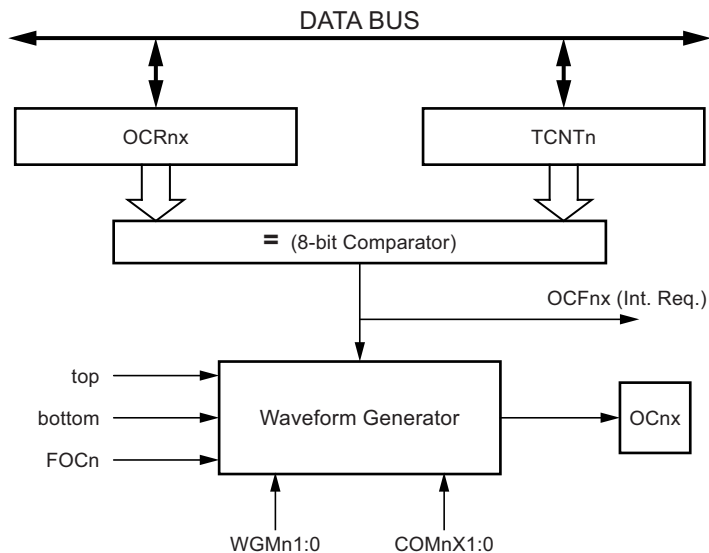 DATA BUS
OCRnx
TCNTn
= (8-bit Comparator)
OCFnx (Int. Req.)
top
bottom
FOCn
Waveform Generator
OCnx
WGMn1:0
COMnX1:0